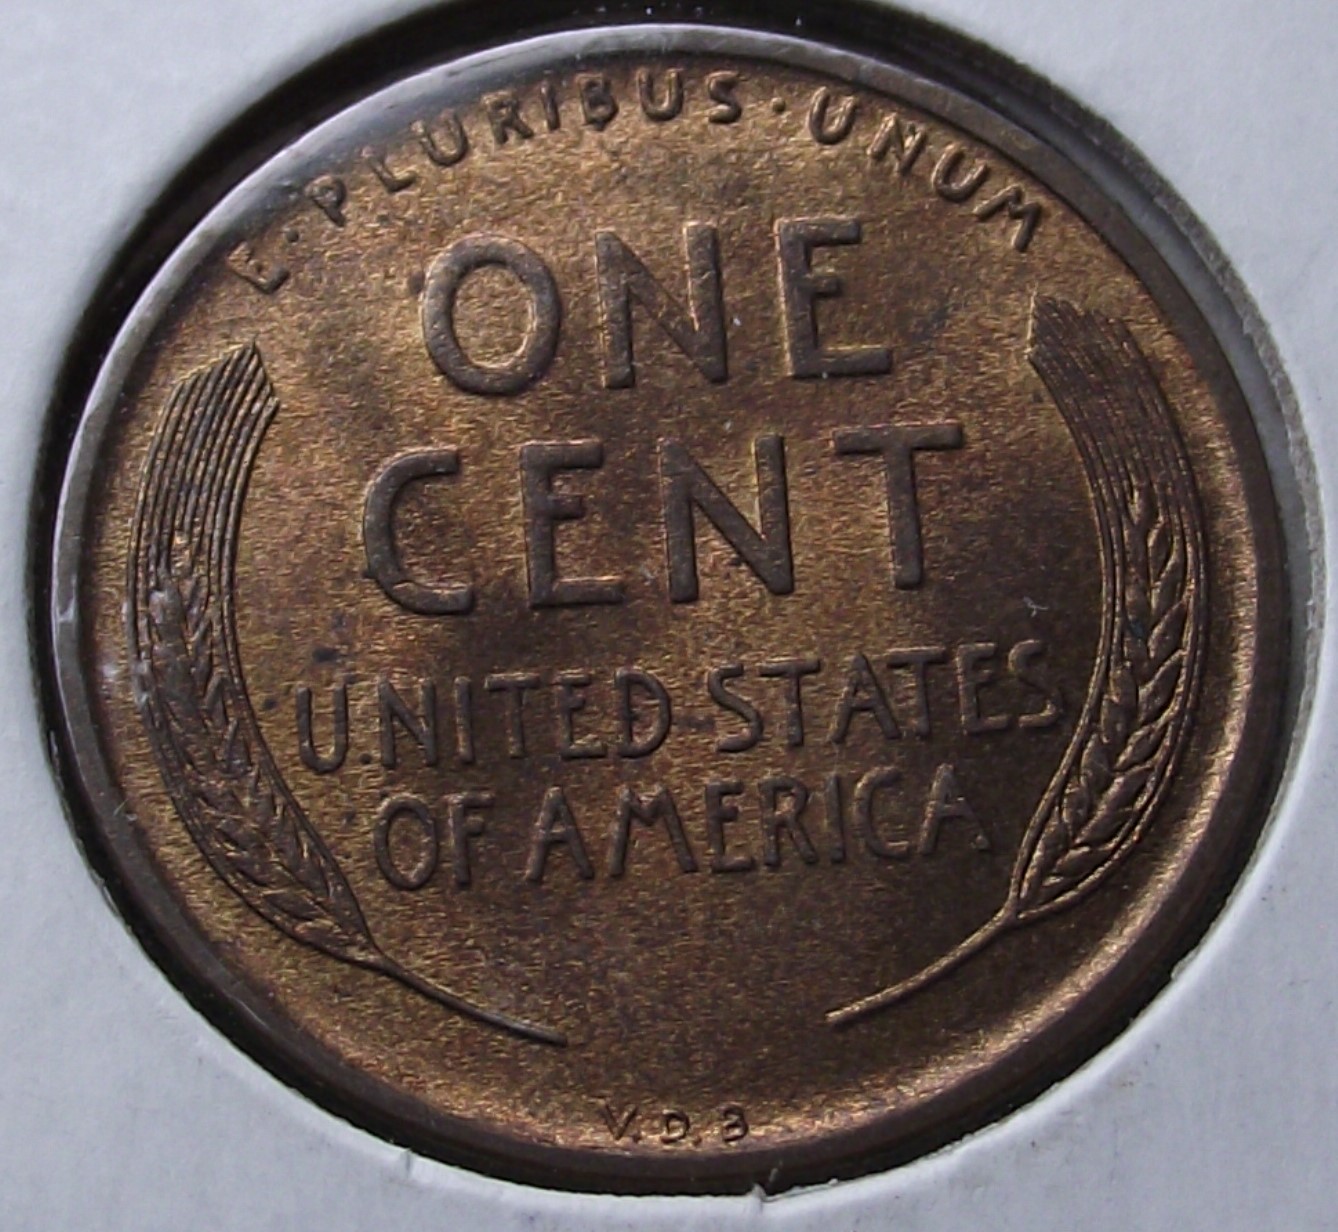 E·PLURIBUS·UNUM
ONE
CENT
UNITED STATES
OF AMERICA
V.D.B